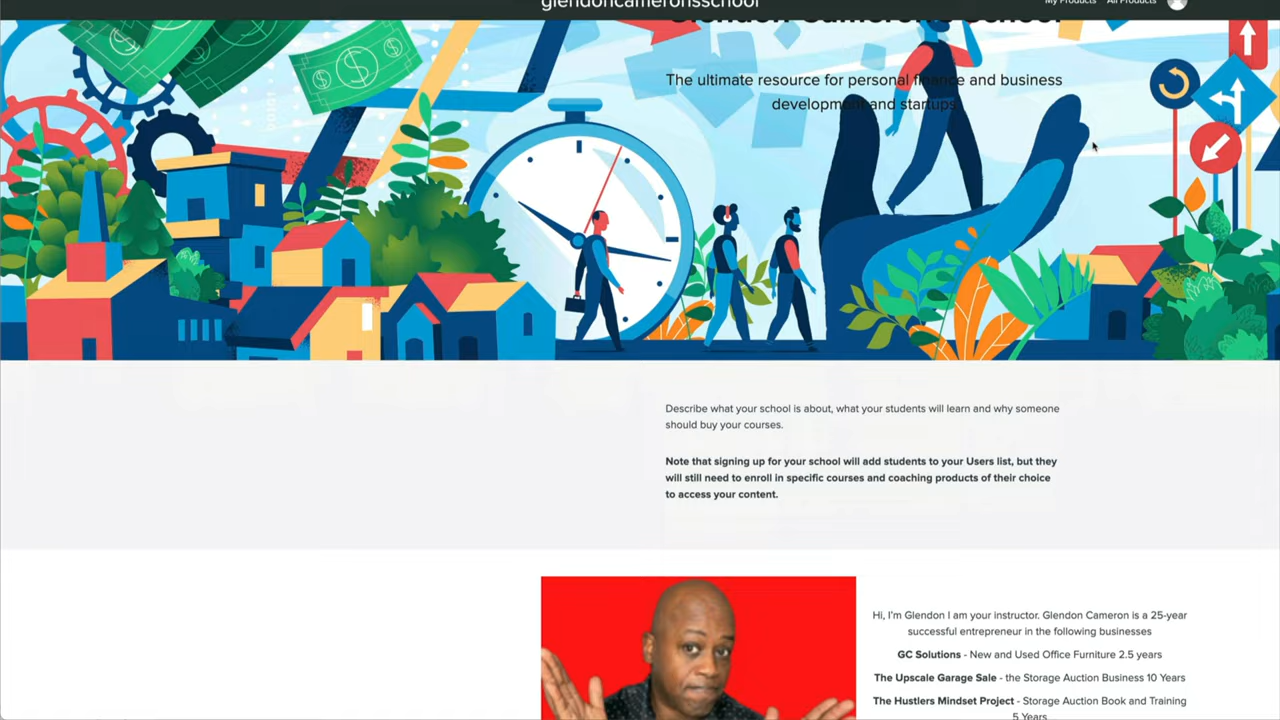 glendoncameronsschool
My Products All Products
Glendon Cameron's School
The ultimate resource for personal finance and business
development and startups
Describe what your school is about, what your students will learn and why someone
should buy your courses.
Note that signing up for your school will add students to your Users list, but they
will still need to enroll in specific courses and coaching products of their choice
to access your content.
Hi, I'm Glendon I am your instructor. Glendon Cameron is a 25-year
successful entrepreneur in the following businesses
GC Solutions - New and Used Office Furniture 2.5 years
The Upscale Garage Sale - the Storage Auction Business 10 Years
The Hustlers Mindset Project - Storage Auction Book and Training
5 Years